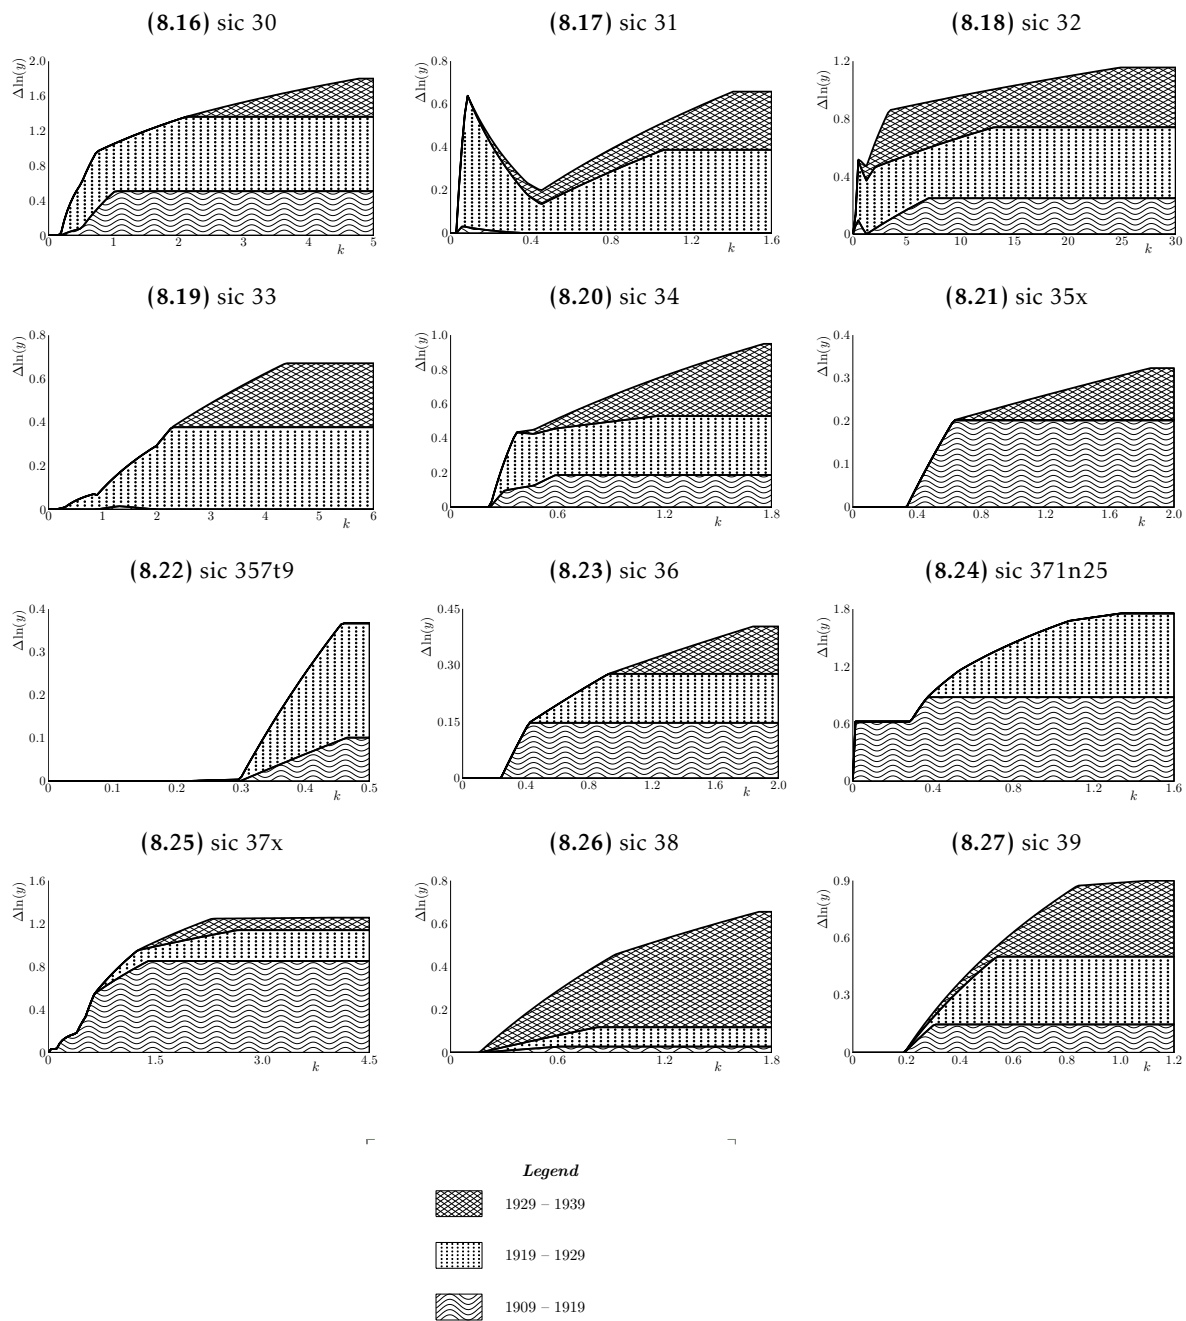 (8.16) sic 30
(8.17) sic 31
(8.18) sic 32
Δln(y)
2.0
1.6
1.2
0.8
0.4
0
0 1 2 3 4 5
k
Δln(y)
0.8
0.6
0.4
0.2
0
0 0.4 0.8 1.2 1.6
k
Δln(y)
1.2
0.8
0.4
0
0 5 10 15 20 25 30
k
(8.19) sic 33
(8.20) sic 34
(8.21) sic 35x
Δln(y)
0.8
0.6
0.4
0.2
0
0 1 2 3 4 5 6
k
Δln(y)
1.0
0.8
0.6
0.4
0.2
0
0 0.6 1.2 1.8
k
Δln(y)
0.4
0.3
0.2
0.1
0
0 0.4 0.8 1.2 1.6 2.0
k
(8.22) sic 357t9
(8.23) sic 36
(8.24) sic 371n25
Δln(y)
0.4
0.3
0.2
0.1
0
0 0.1 0.2 0.3 0.4 0.5
k
Δln(y)
0.45
0.30
0.15
0
0 0.4 0.8 1.2 1.6 2.0
k
Δln(y)
1.8
1.2
0.6
0
0 0.4 0.8 1.2 1.6
k
(8.25) sic 37x
(8.26) sic 38
(8.27) sic 39
Δln(y)
1.6
1.2
0.8
0.4
0
0 1.5 3.0 4.5
k
Δln(y)
0.8
0.6
0.4
0.2
0
0 0.6 1.2 1.8
k
Δln(y)
0.9
0.6
0.3
0
0 0.2 0.4 0.6 0.8 1.0 1.2
k
Legend
1929 – 1939
1919 – 1929
1909 – 1919